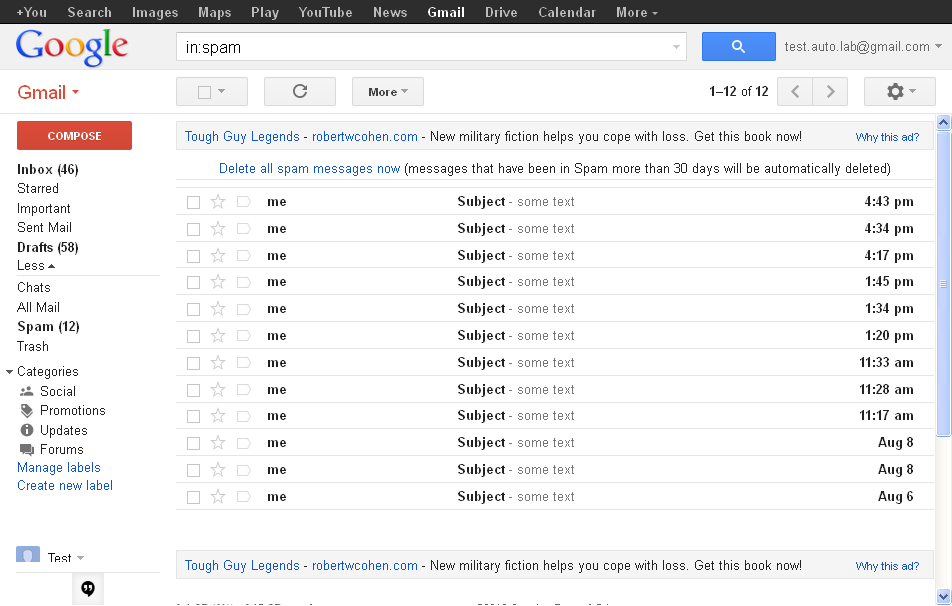 +You Search Images Maps Play YouTube News Gmail Drive Calendar More
Google in:spam test.auto.lab@gmail.com
Gmail More 1–12 of 12
COMPOSE
Inbox (46)
Starred
Important
Sent Mail
Drafts (58)
Less
Chats
All Mail
Spam (12)
Trash
Categories
Social
Promotions
Updates
Forums
Manage labels
Create new label
Test
Tough Guy Legends - robertwcohen.com - New military fiction helps you cope with loss. Get this book now! Why this ad?
Delete all spam messages now (messages that have been in Spam more than 30 days will be automatically deleted)
me Subject - some text 4:43 pm
me Subject - some text 4:34 pm
me Subject - some text 4:17 pm
me Subject - some text 1:45 pm
me Subject - some text 1:34 pm
me Subject - some text 1:20 pm
me Subject - some text 11:33 am
me Subject - some text 11:28 am
me Subject - some text 11:17 am
me Subject - some text Aug 8
me Subject - some text Aug 8
me Subject - some text Aug 6
Tough Guy Legends - robertwcohen.com - New military fiction helps you cope with loss. Get this book now! Why this ad?